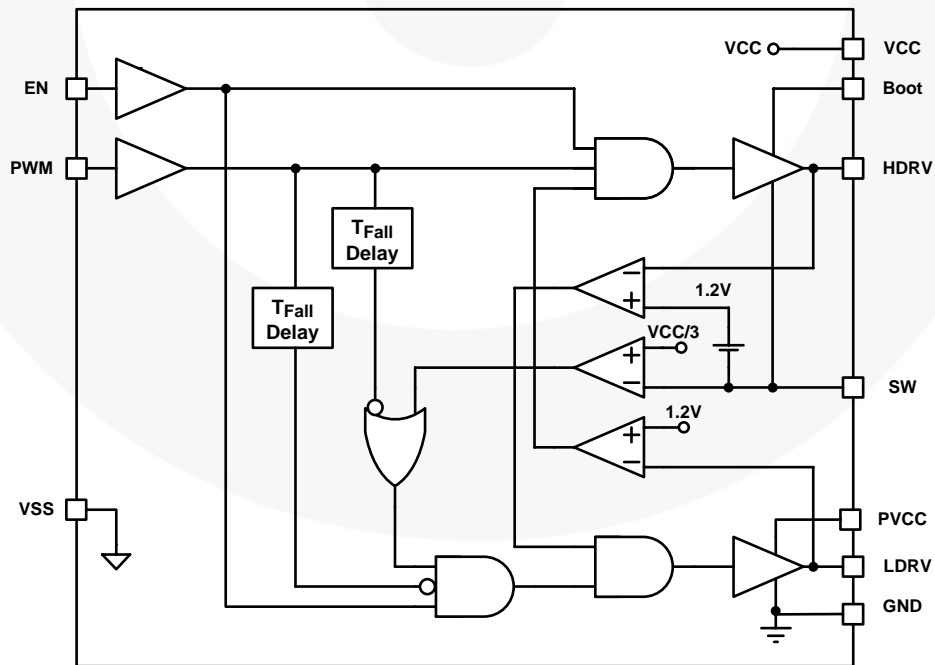 VCC
VCC
EN
Boot
PWM
HDRV
TFall
Delay
TFall
Delay
−
+
1.2V
VCC/3
+
−
SW
1.2V
+
−
VSS
PVCC
LDRV
GND